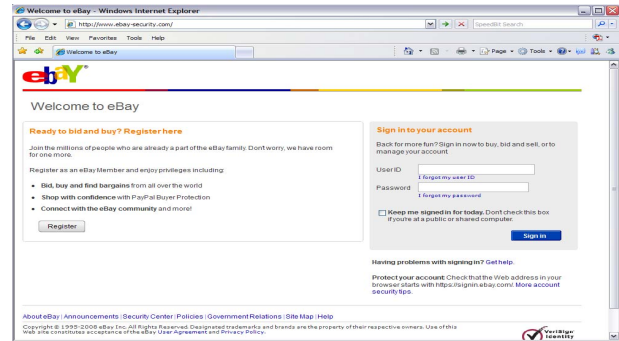 Welcome to eBay - Windows Internet Explorer
http://www.ebay-security.com/
SpeedBit Search
File Edit View Favorites Tools Help
Welcome to eBay
Page Tools
ebY®
Welcome to eBay
Ready to bid and buy? Register here
Join the millions of people who are already a part of the eBay family. Don't worry, we have room
for one more.
Register as an eBay Member and enjoy privileges including:
• Bid, buy and find bargains from all over the world
• Shop with confidence with PayPal Buyer Protection
• Connect with the eBay community and more!
Register
Sign in to your account
Back for more fun? Sign in now to buy, bid and sell, or to
manage your account.
User ID
I forgot my user ID
Password
I forgot my password
Keep me signed in for today. Don't check this box
if you're at a public or shared computer.
Sign in
Having problems with signing in? Get help.
Protect your account: Check that the Web address in your
browser starts with https://signin.ebay.com/. More account
security tips.
About eBay | Announcements | Security Center | Policies | Government Relations | Site Map | Help
Copyright © 1995-2008 eBay Inc. All Rights Reserved. Designated trademarks and brands are the property of their respective owners. Use of this
Web site constitutes acceptance of the eBay User Agreement and Privacy Policy.
VeriSign
Identity